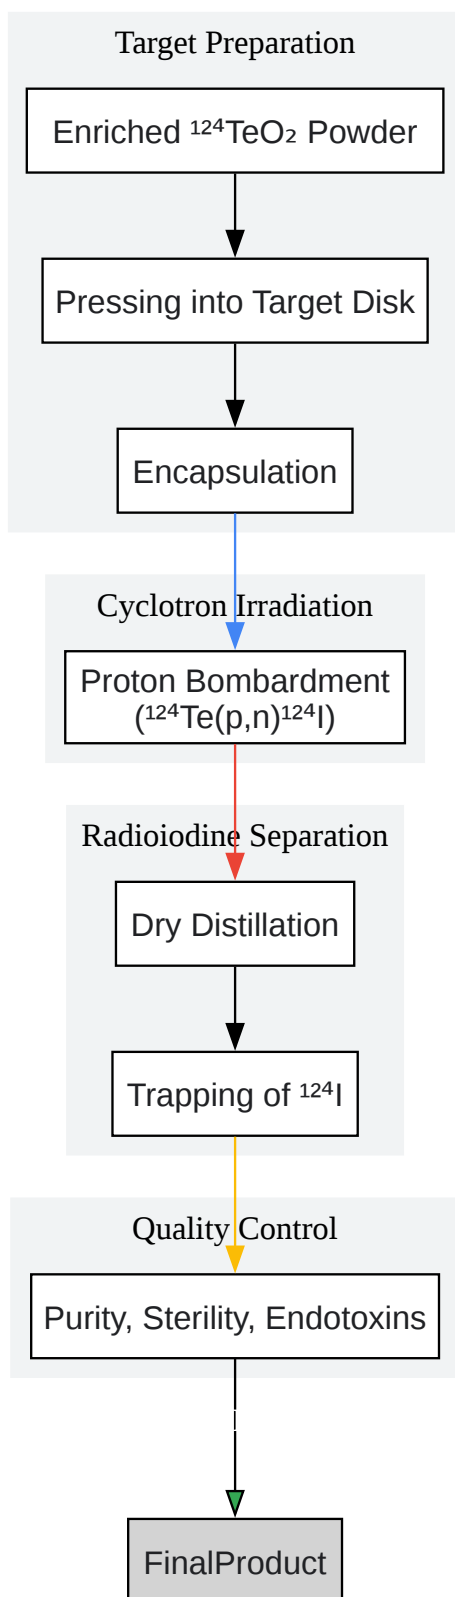 Target Preparation
Enriched ¹²⁴TeO₂ Powder
Pressing into Target Disk
Encapsulation
Cyclotron Irradiation
Proton Bombardment
(¹²⁴Te(p,n)¹²⁴I)
Radioiodine Separation
Dry Distillation
Trapping of ¹²⁴I
Quality Control
Purity, Sterility, Endotoxins
FinalProduct